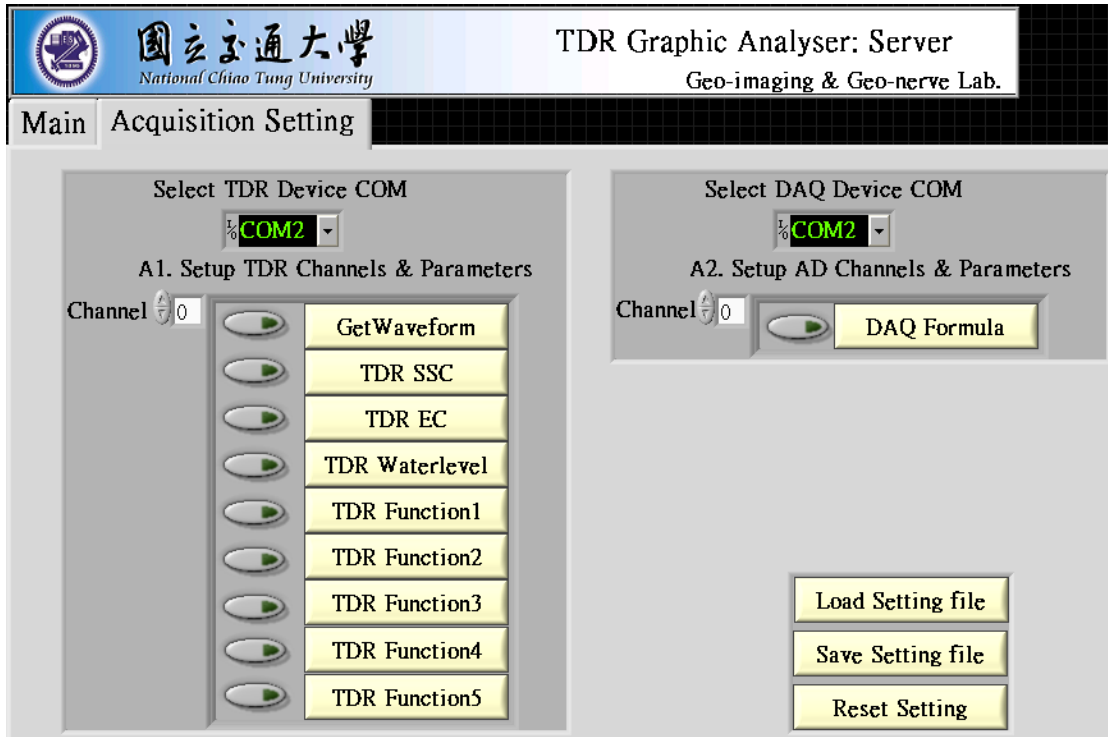 國立交通大學
National Chiao Tung University
TDR Graphic Analyser: Server
Geo-imaging & Geo-nerve Lab.
Main
Acquisition Setting
Select TDR Device COM
COM2
A1. Setup TDR Channels & Parameters
Channel 0
GetWaveform
TDR SSC
TDR EC
TDR Waterlevel
TDR Function1
TDR Function2
TDR Function3
TDR Function4
TDR Function5
Select DAQ Device COM
COM2
A2. Setup AD Channels & Parameters
Channel 0
DAQ Formula
Load Setting file
Save Setting file
Reset Setting